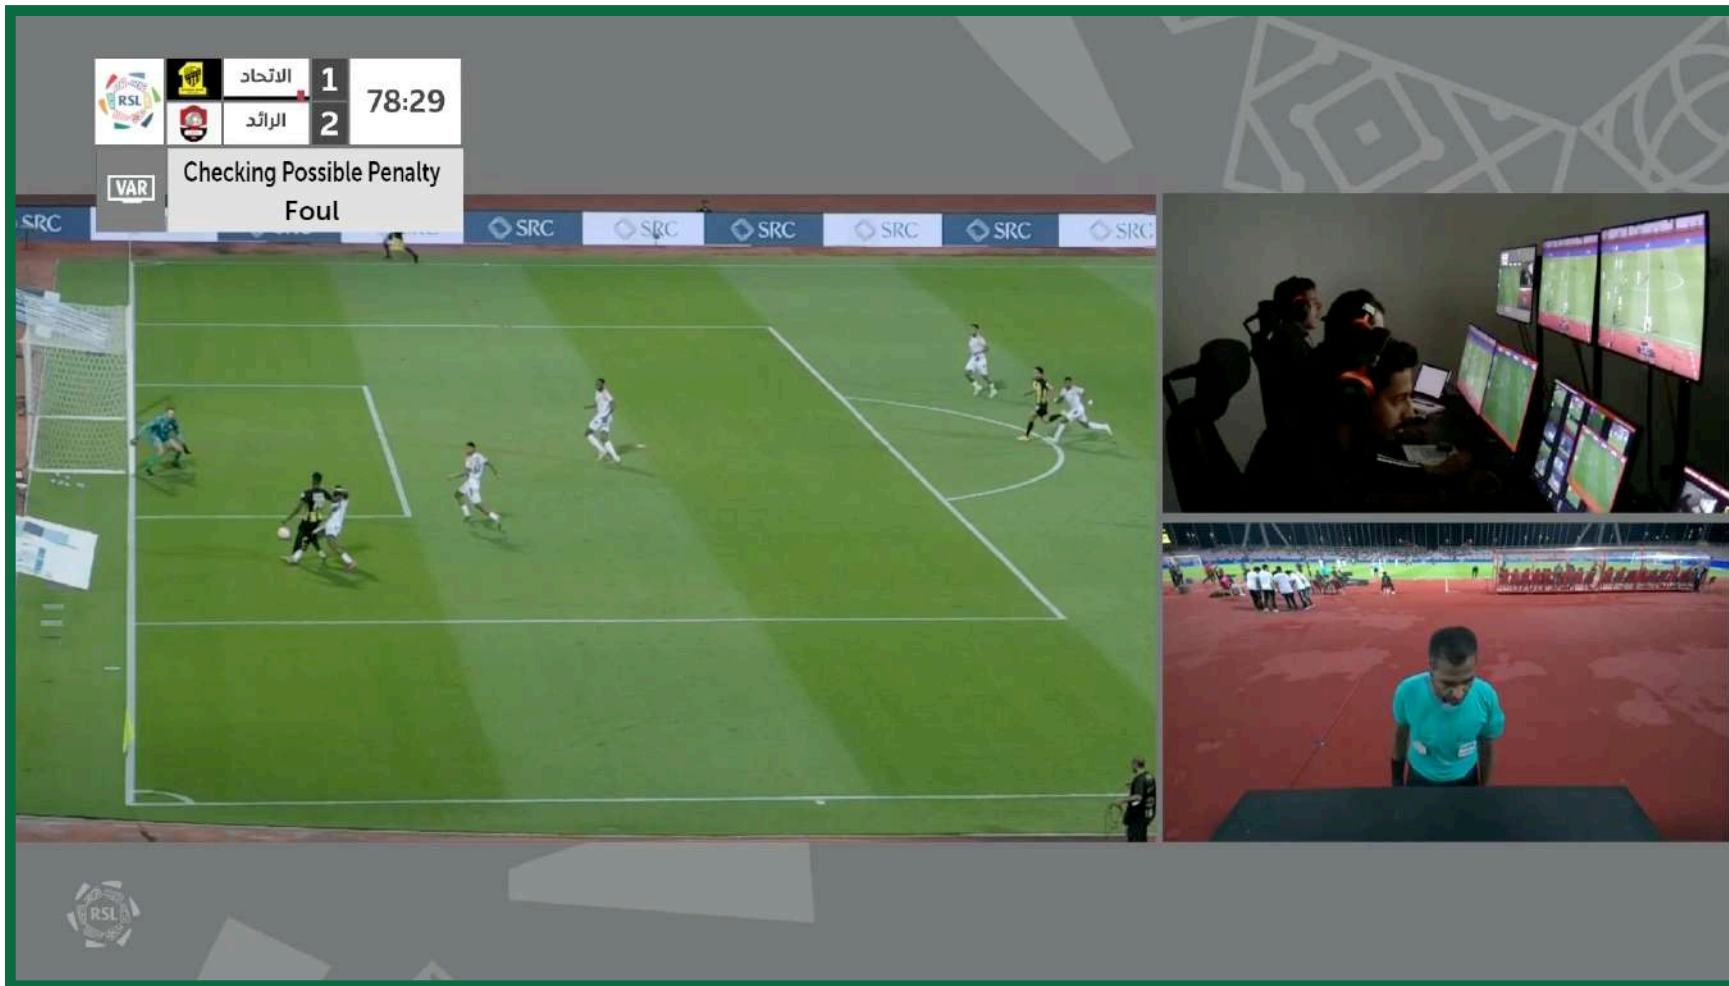 RSL
الاتحاد 1
78:29
الرائد 2
VAR
Checking Possible Penalty
Foul
SRC
SRC
SRC
SRC
SRC
SRC
SRC
RSL